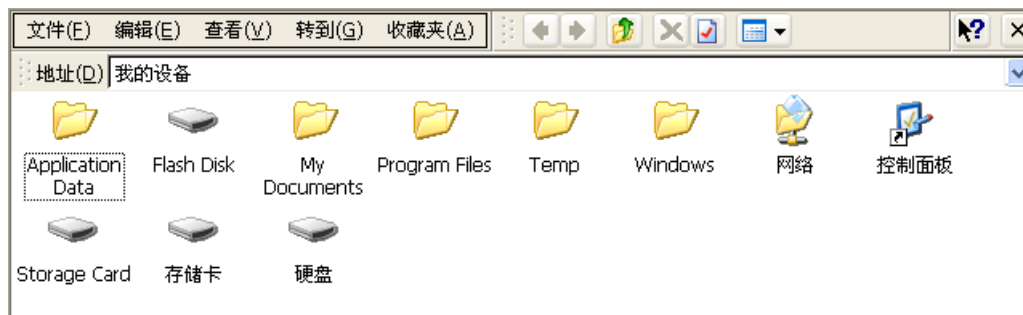 文件(F) 编辑(E) 查看(V) 转到(G) 收藏夹(A)
地址(D) 我的设备
Application Data Flash Disk My Documents Program Files Temp Windows 网络 控制面板
Storage Card 存储卡 硬盘